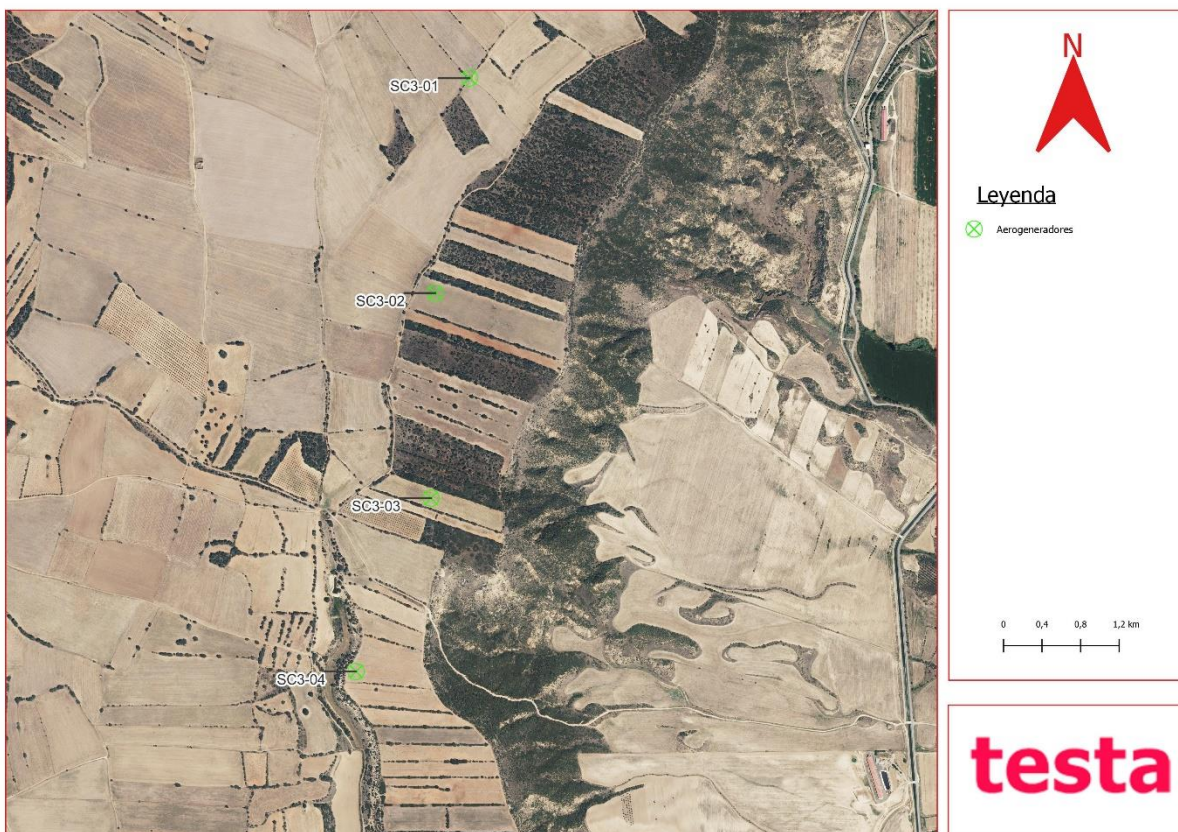 SC3-01
SC3-02
SC3-03
SC3-04
N
Leyenda
Aerogeneradores
0 0,4 0,8 1,2 km
testa